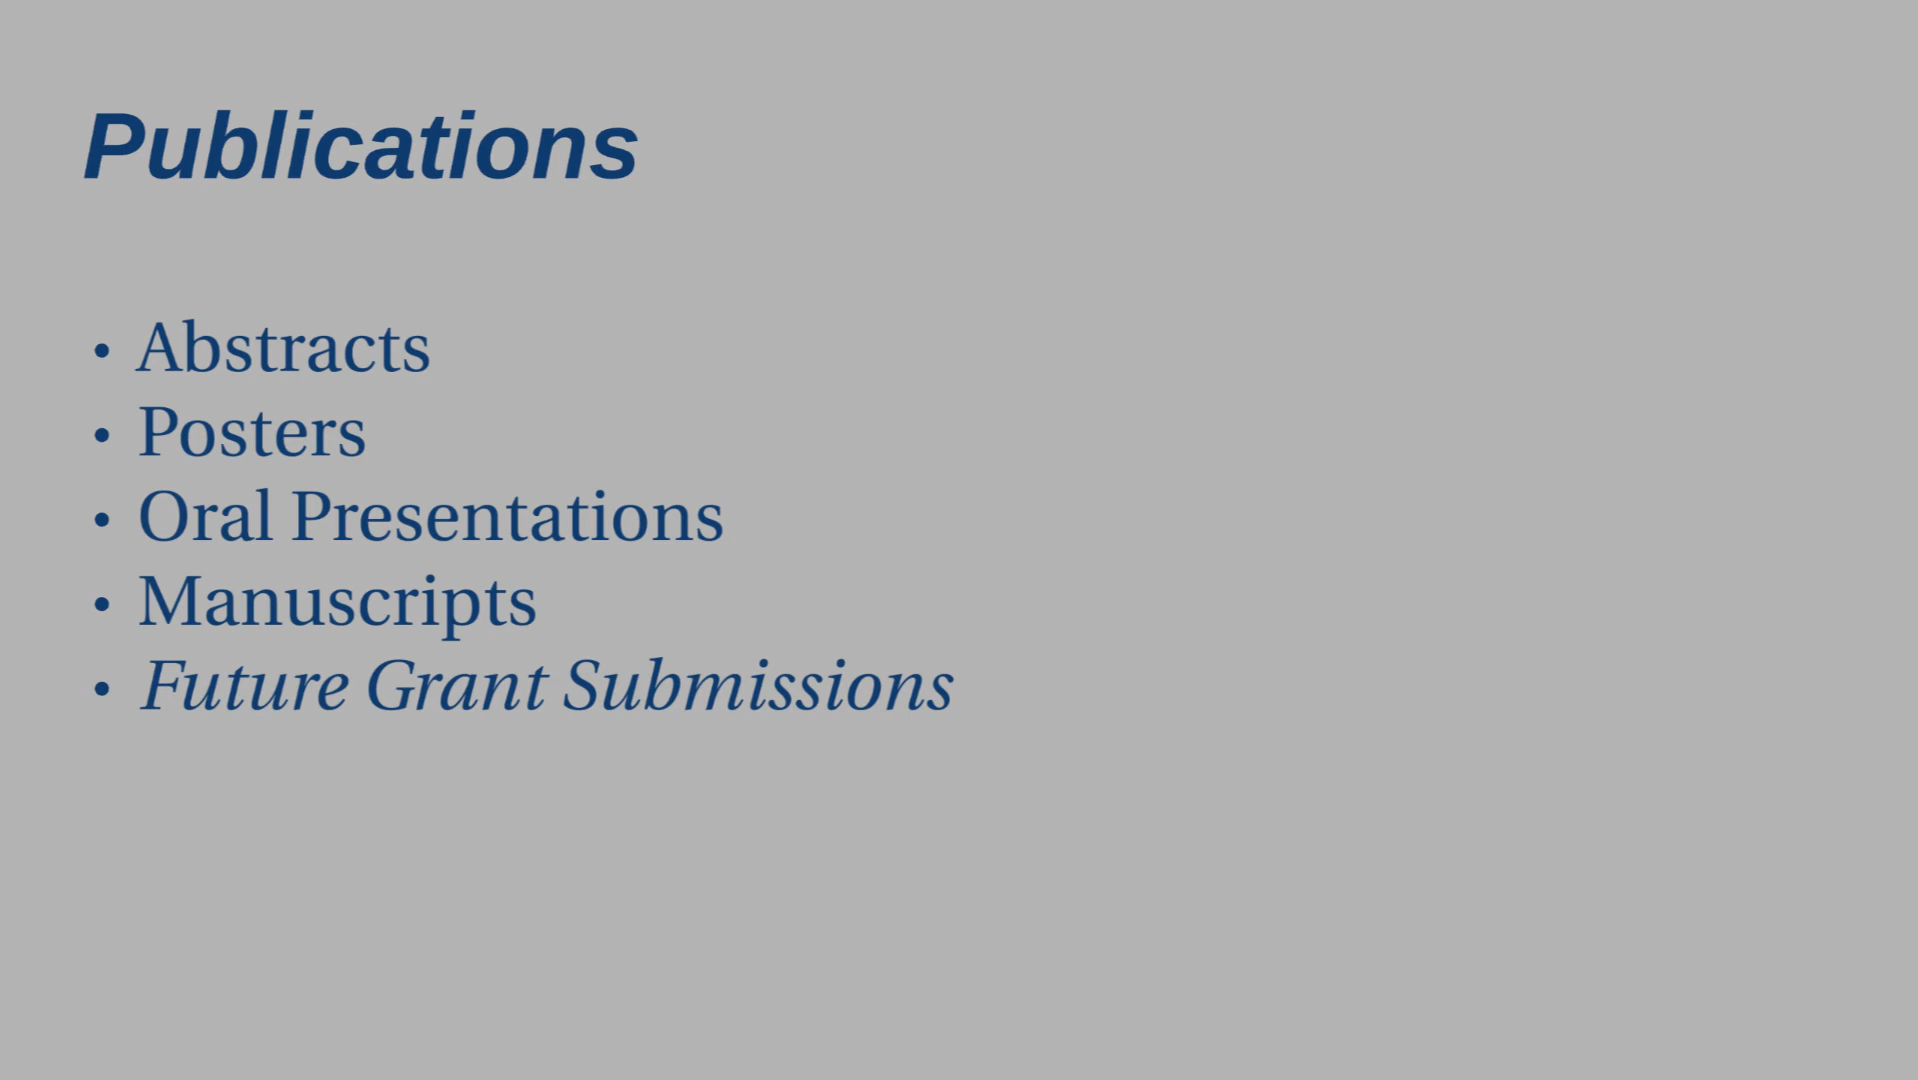 Publications
• Abstracts
• Posters
• Oral Presentations
• Manuscripts
• Future Grant Submissions